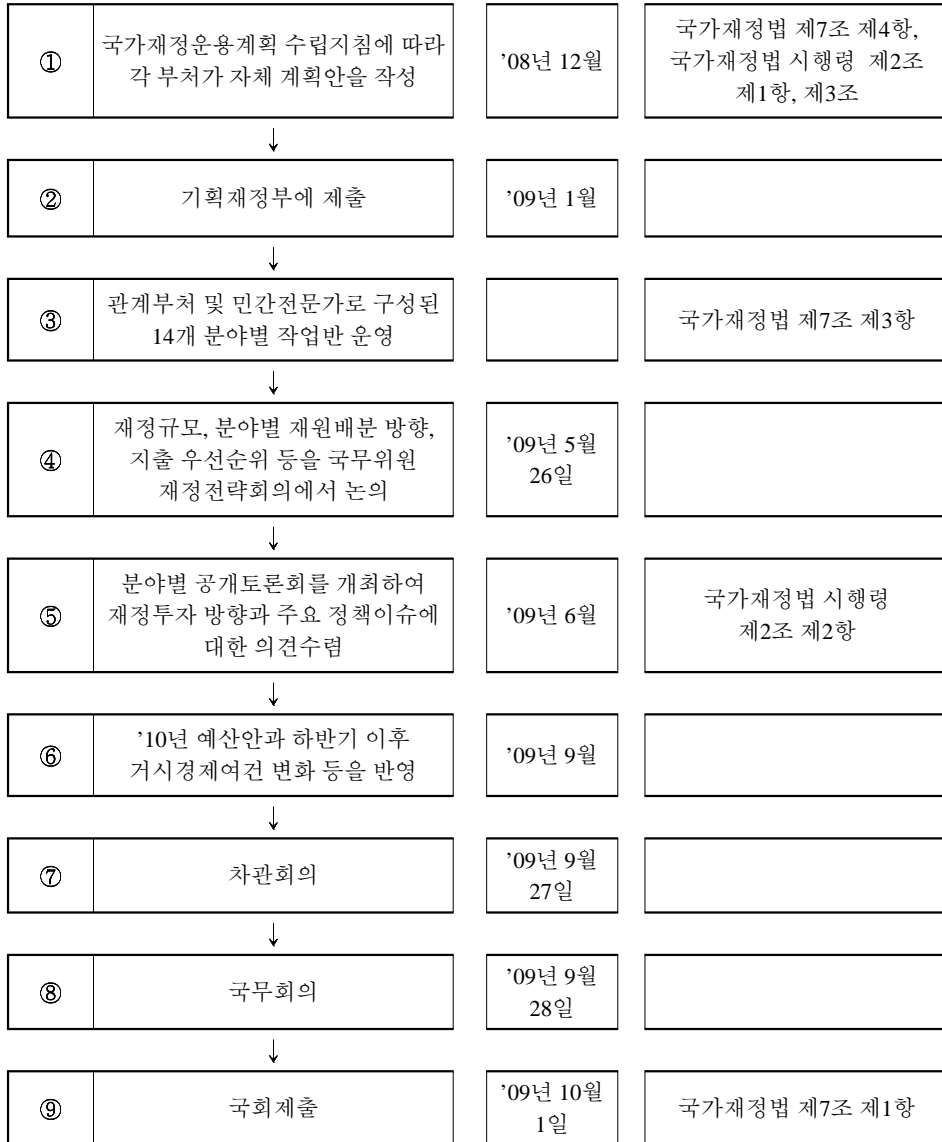 ①
국가재정운용계획 수립지침에 따라
각 부처가 자체 계획안을 작성
’08년 12월
국가재정법 제7조 제4항,
국가재정법 시행령 제2조
제1항, 제3조
②
기획재정부에 제출
’09년 1월
③
관계부처 및 민간전문가로 구성된
14개 분야별 작업반 운영
국가재정법 제7조 제3항
④
재정규모, 분야별 재원배분 방향,
지출 우선순위 등을 국무위원
재정전략회의에서 논의
’09년 5월
26일
⑤
분야별 공개토론회를 개최하여
재정투자 방향과 주요 정책이슈에
대한 의견수렴
’09년 6월
국가재정법 시행령
제2조 제2항
⑥
’10년 예산안과 하반기 이후
거시경제여건 변화 등을 반영
’09년 9월
⑦
차관회의
’09년 9월
27일
⑧
국무회의
’09년 9월
28일
⑨
국회제출
’09년 10월
1일
국가재정법 제7조 제1항